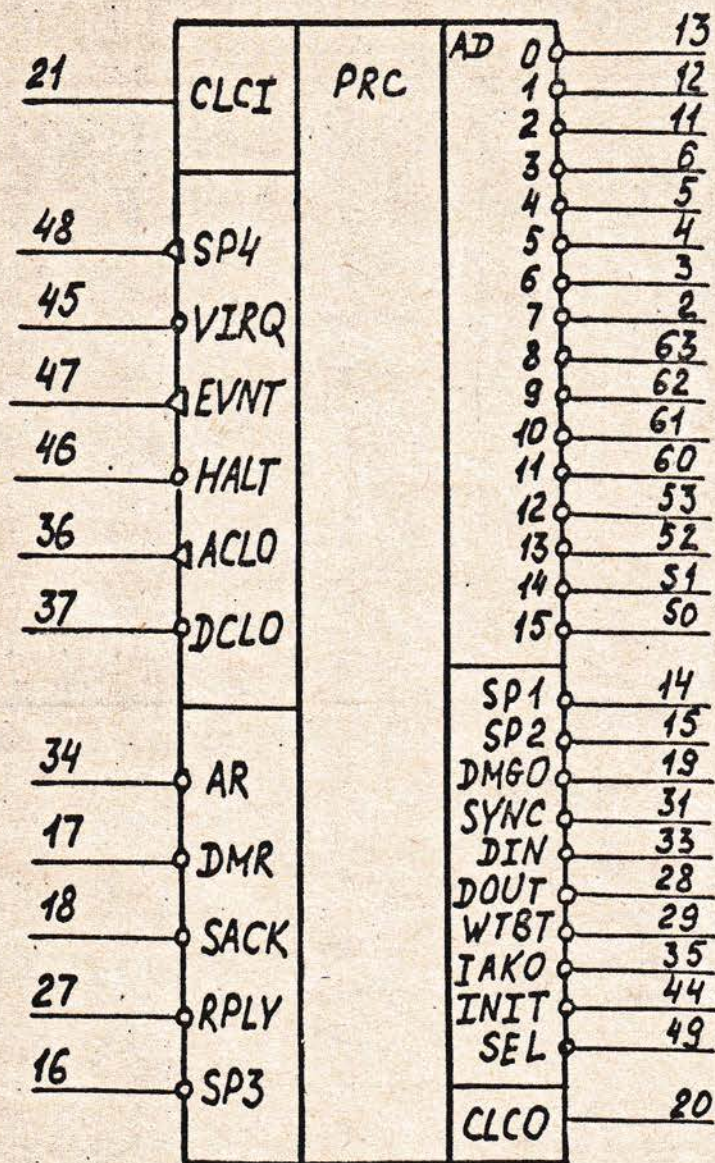 21 CLCI
48 SP4
45 VIRQ
47 EVNT
46 HALT
36 ACLO
37 DCLO
34 AR
17 DMR
18 SACK
27 RPLY
16 SP3
PRC
AD
0 13
1 12
2 11
3 6
4 5
5 4
6 3
7 2
8 63
9 62
10 61
11 60
12 53
13 52
14 51
15 50
SP1 14
SP2 15
DMGO 19
SYNC 31
DIN 33
DOUT 28
WTBT 29
IAKO 35
INIT 44
SEL 49
CLCO 20